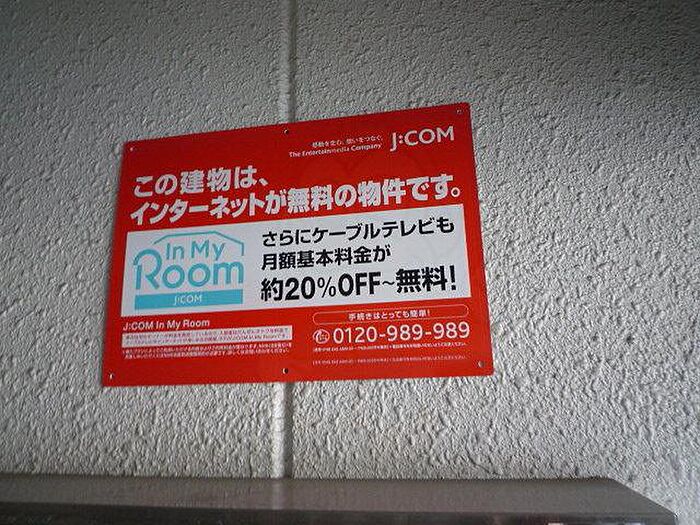 感動を定心、想いをつなぐ。
The Entertainmedia Company
J:COM
この建物は、
インターネットが無料の物件です。
In My
Room
J:COM
さらにケーブルテレビも
月額基本料金が
約20%OFF~無料!
J:COM In My Room
手続きはとっても簡単!
0120-989-989